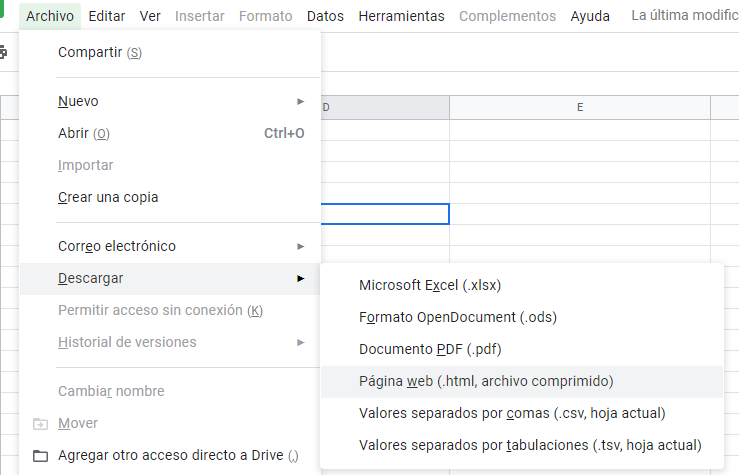 Archivo Editar Ver Insertar Formato Datos Herramientas Complementos Ayuda La última modific
Compartir (S)
D E
Nuevo
Abrir (O) Ctrl+O
Importar
Crear una copia
Correo electrónico
Descargar
Microsoft Excel (.xlsx)
Permitir acceso sin conexión (K)
Formato OpenDocument (.ods)
Historial de versiones
Documento PDF (.pdf)
Página web (.html, archivo comprimido)
Cambiar nombre
Valores separados por comas (.csv, hoja actual)
Mover
Valores separados por tabulaciones (.tsv, hoja actual)
Agregar otro acceso directo a Drive (,)